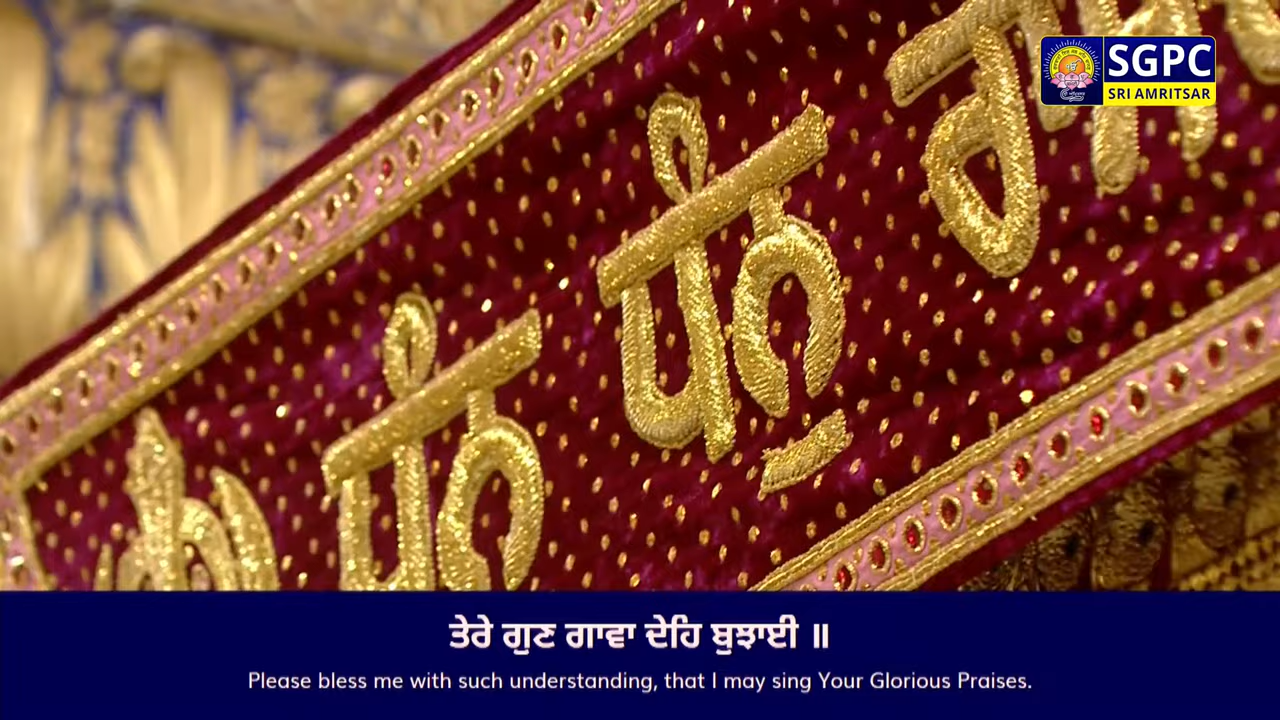 SGPC
SRI AMRITSAR
ਧੰਨ ਧੰਨੁ
ਤੇਰੇ ਗੁਣ ਗਾਵਾ ਦੇਹਿ ਬੁਝਾਈ ॥
Please bless me with such understanding, that I may sing Your Glorious Praises.